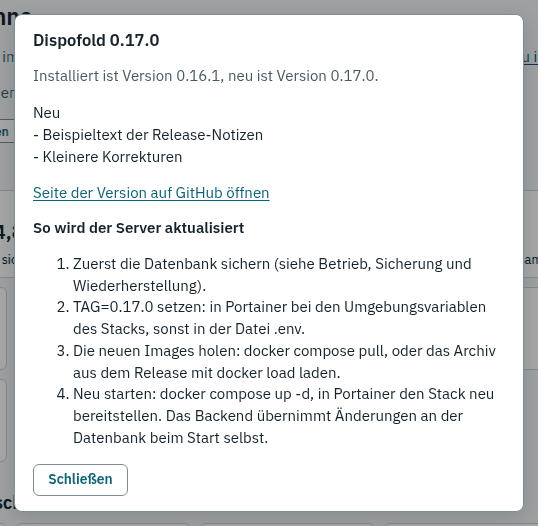 Dispofold 0.17.0
Installiert ist Version 0.16.1, neu ist Version 0.17.0.
Neu
- Beispieltext der Release-Notizen
- Kleinere Korrekturen
Seite der Version auf GitHub öffnen
So wird der Server aktualisiert
1. Zuerst die Datenbank sichern (siehe Betrieb, Sicherung und
Wiederherstellung).
2. TAG=0.17.0 setzen: in Portainer bei den Umgebungsvariablen
des Stacks, sonst in der Datei .env.
3. Die neuen Images holen: docker compose pull, oder das Archiv
aus dem Release mit docker load laden.
4. Neu starten: docker compose up -d, in Portainer den Stack neu
bereitstellen. Das Backend übernimmt Änderungen an der
Datenbank beim Start selbst.
Schließen